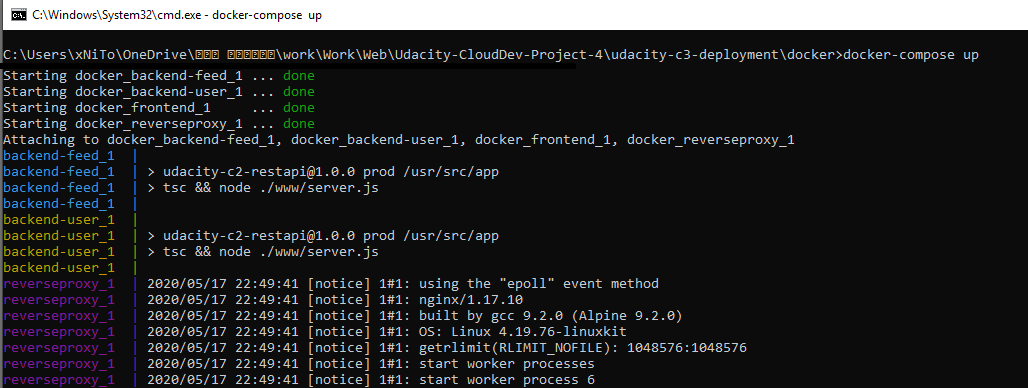 C:\Windows\System32\cmd.exe - docker-compose up
C:\Users\xNiTo\OneDrive\ \work\Work\Web\Udacity-CloudDev-Project-4\udacity-c3-deployment\docker>docker-compose up
Starting docker_backend-feed_1 ... done
Starting docker_backend-user_1 ... done
Starting docker_frontend_1     ... done
Starting docker_reverseproxy_1 ... done
Attaching to docker_backend-feed_1, docker_backend-user_1, docker_frontend_1, docker_reverseproxy_1
backend-feed_1  |
backend-feed_1  | > udacity-c2-restapi@1.0.0 prod /usr/src/app
backend-feed_1  | > tsc && node ./www/server.js
backend-feed_1  |
backend-user_1  |
backend-user_1  | > udacity-c2-restapi@1.0.0 prod /usr/src/app
backend-user_1  | > tsc && node ./www/server.js
backend-user_1  |
reverseproxy_1  | 2020/05/17 22:49:41 [notice] 1#1: using the "epoll" event method
reverseproxy_1  | 2020/05/17 22:49:41 [notice] 1#1: nginx/1.17.10
reverseproxy_1  | 2020/05/17 22:49:41 [notice] 1#1: built by gcc 9.2.0 (Alpine 9.2.0)
reverseproxy_1  | 2020/05/17 22:49:41 [notice] 1#1: OS: Linux 4.19.76-linuxkit
reverseproxy_1  | 2020/05/17 22:49:41 [notice] 1#1: getrlimit(RLIMIT_NOFILE): 1048576:1048576
reverseproxy_1  | 2020/05/17 22:49:41 [notice] 1#1: start worker processes
reverseproxy_1  | 2020/05/17 22:49:41 [notice] 1#1: start worker process 6